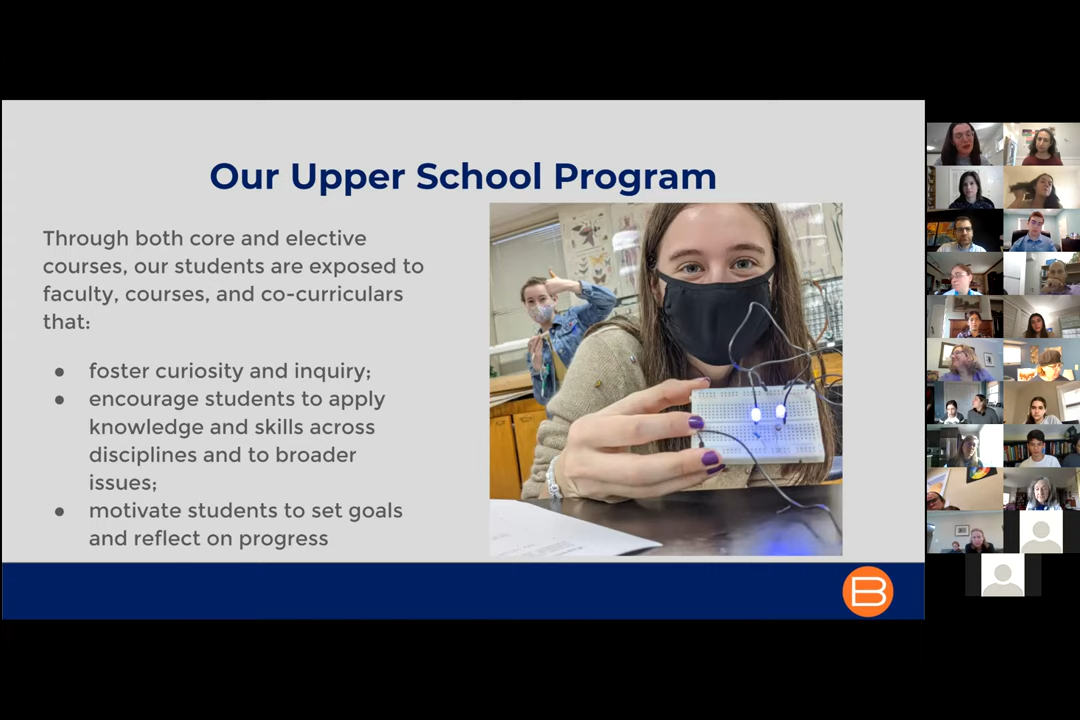 Our Upper School Program
Through both core and elective
courses, our students are exposed to
faculty, courses, and co-curriculars
that:
● foster curiosity and inquiry;
● encourage students to apply
knowledge and skills across
disciplines and to broader
issues;
● motivate students to set goals
and reflect on progress
B